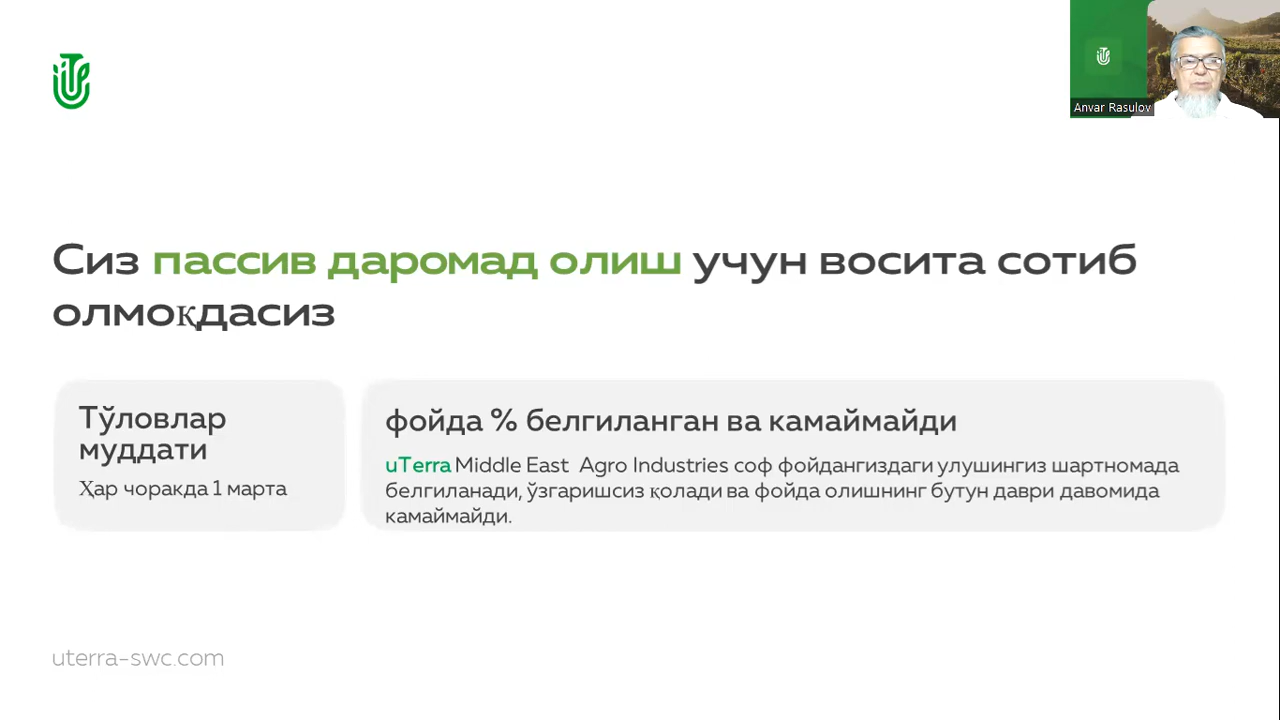 Anvar Rasulov
Сиз пассив даромад олиш учун восита сотиб
олмоқдасиз
Тўловлар
муддати
Ҳар чоракда 1 марта
фойда % белгиланган ва камаймайди
uTerra Middle East Agro Industries соф фойдангиздаги улушингиз шартномада
белгиланади, ўзгаришсиз қолади ва фойда олишнинг бутун даври давомида
камаймайди.
uterra-swc.com